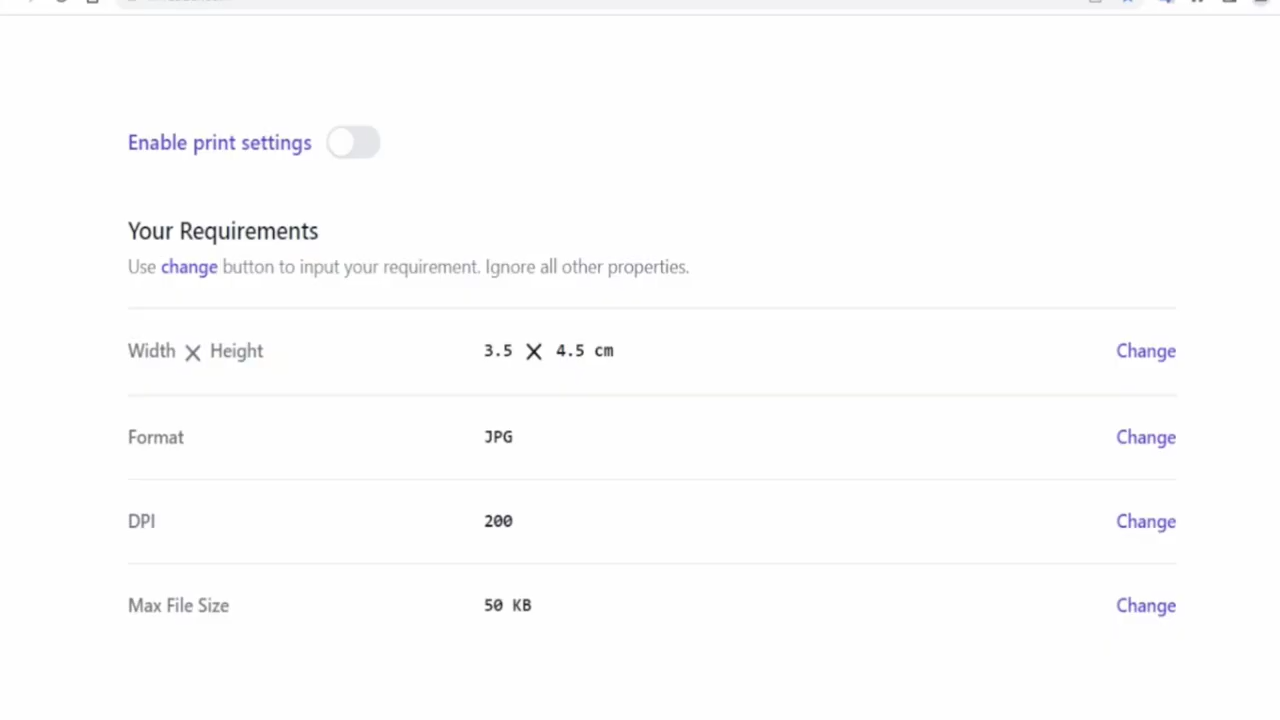 Enable print settings
Your Requirements
Use change button to input your requirement. Ignore all other properties.
Width X Height 3.5 X 4.5 cm Change
Format JPG Change
DPI 200 Change
Max File Size 50 KB Change